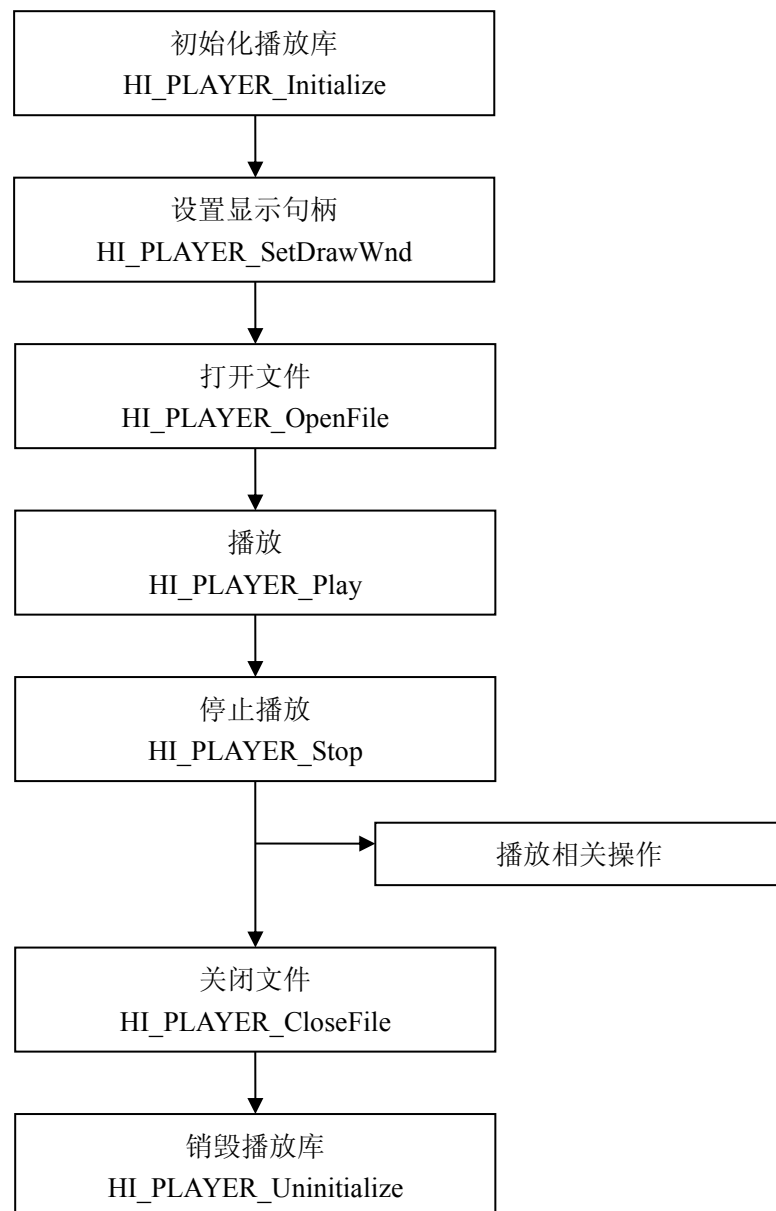 初始化播放库
HI_PLAYER_Initialize
设置显示句柄
HI_PLAYER_SetDrawWnd
打开文件
HI_PLAYER_OpenFile
播放
HI_PLAYER_Play
停止播放
HI_PLAYER_Stop
播放相关操作
关闭文件
HI_PLAYER_CloseFile
销毁播放库
HI_PLAYER_Uninitialize